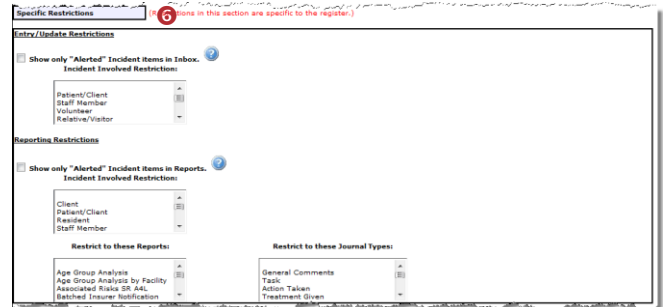 Specific Restrictions 6 (Re ions in this section are specific to the register.)
Entry/Update Restrictions
Show only "Alerted" Incident items in Inbox. ?
Incident Involved Restriction:
Patient/Client
Staff Member
Volunteer
Relative/Visitor
Reporting Restrictions
Show only "Alerted" Incident items in Reports. ?
Incident Involved Restriction:
Client
Patient/Client
Resident
Staff Member
Restrict to these Reports:
Age Group Analysis
Age Group Analysis by Facility
Associated Risks SR A4L
Batched Insurer Notification
Restrict to these Journal Types:
General Comments
Task
Action Taken
Treatment Given